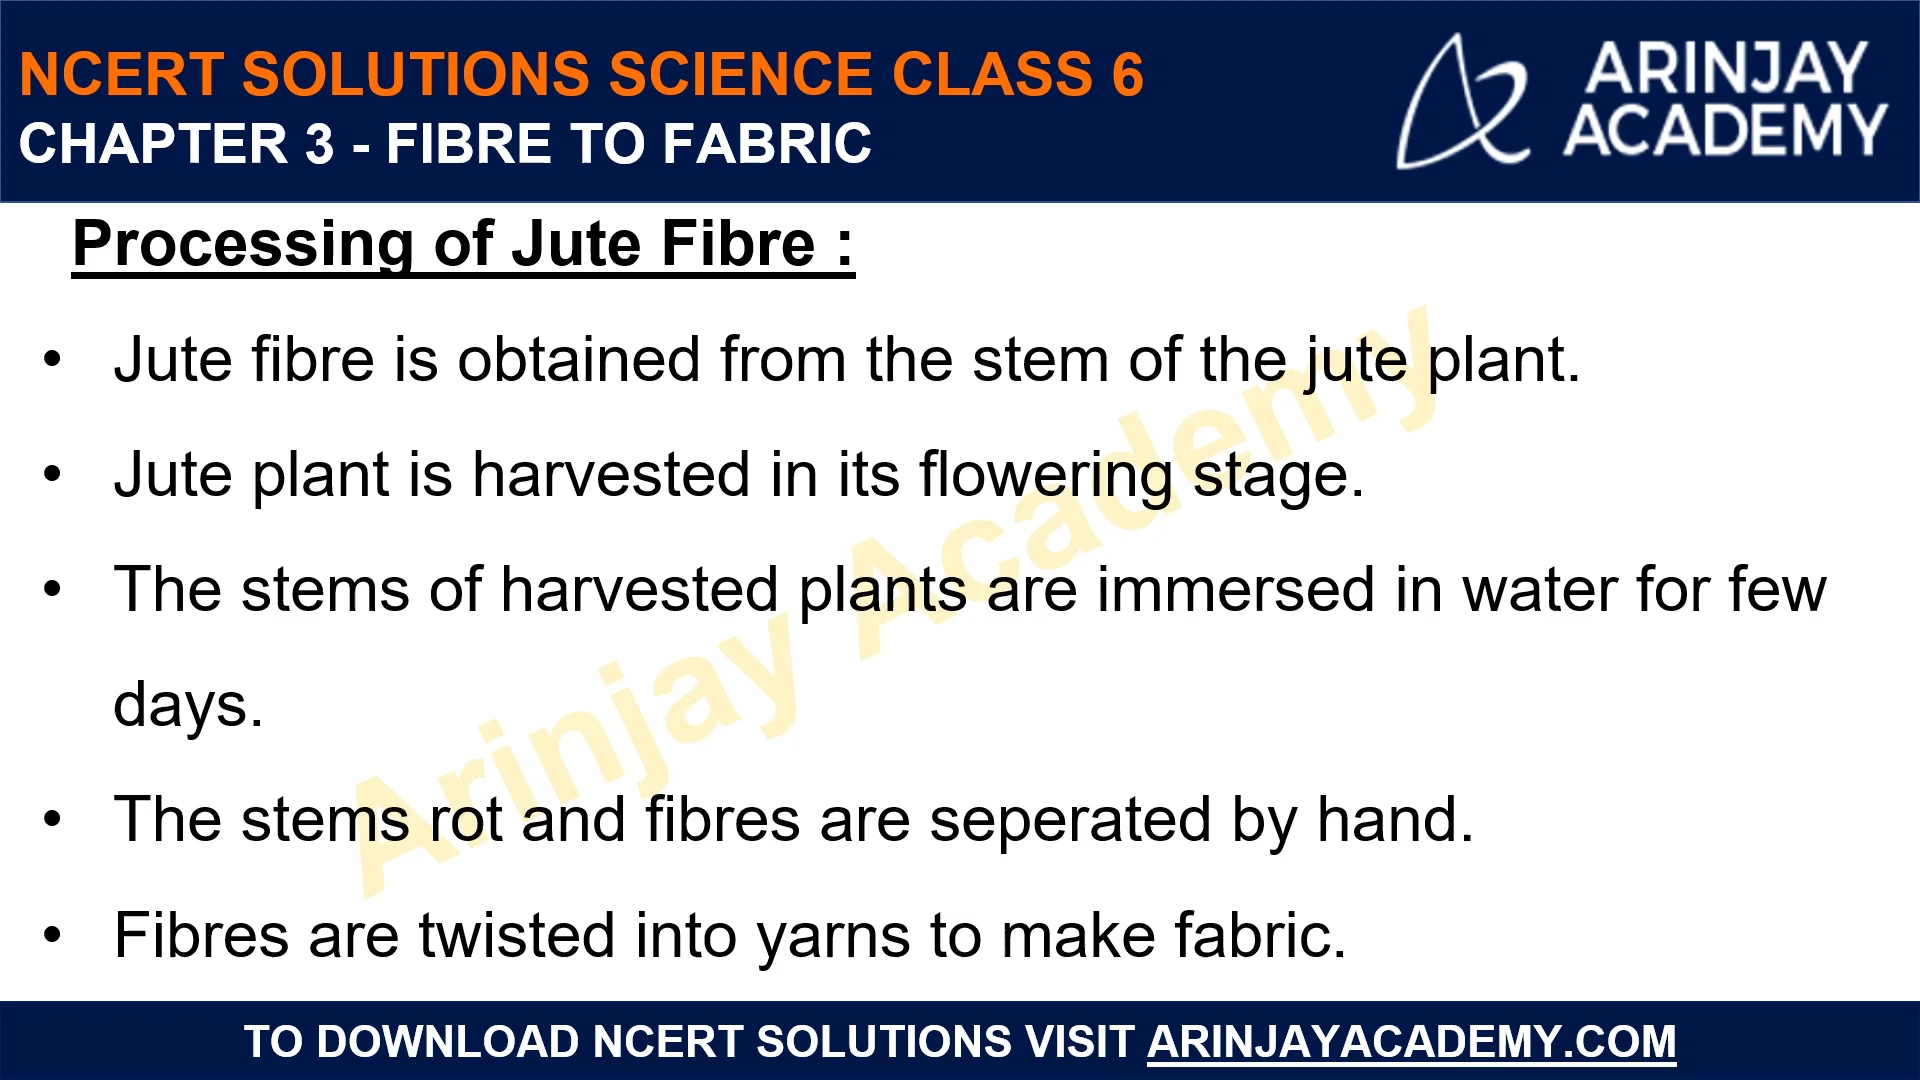 NCERT SOLUTIONS SCIENCE CLASS 6
CHAPTER 3 - FIBRE TO FABRIC
ARINJAY
ACADEMY
Processing of Jute Fibre :
• Jute fibre is obtained from the stem of the jute plant.
• Jute plant is harvested in its flowering stage.
• The stems of harvested plants are immersed in water for few
days.
• The stems rot and fibres are seperated by hand.
• Fibres are twisted into yarns to make fabric.
Arinjay Academy
TO DOWNLOAD NCERT SOLUTIONS VISIT ARINJAYACADEMY.COM